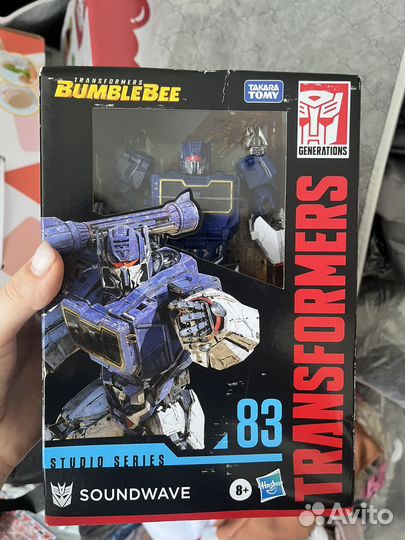 TRANSFORMERS
BUMBLEBEE
TAKARA
TOMY
GENERATIONS
TRANSFORMERS
83
STUDIO SERIES
SOUNDWAVE
8+
Hasbro
Avito